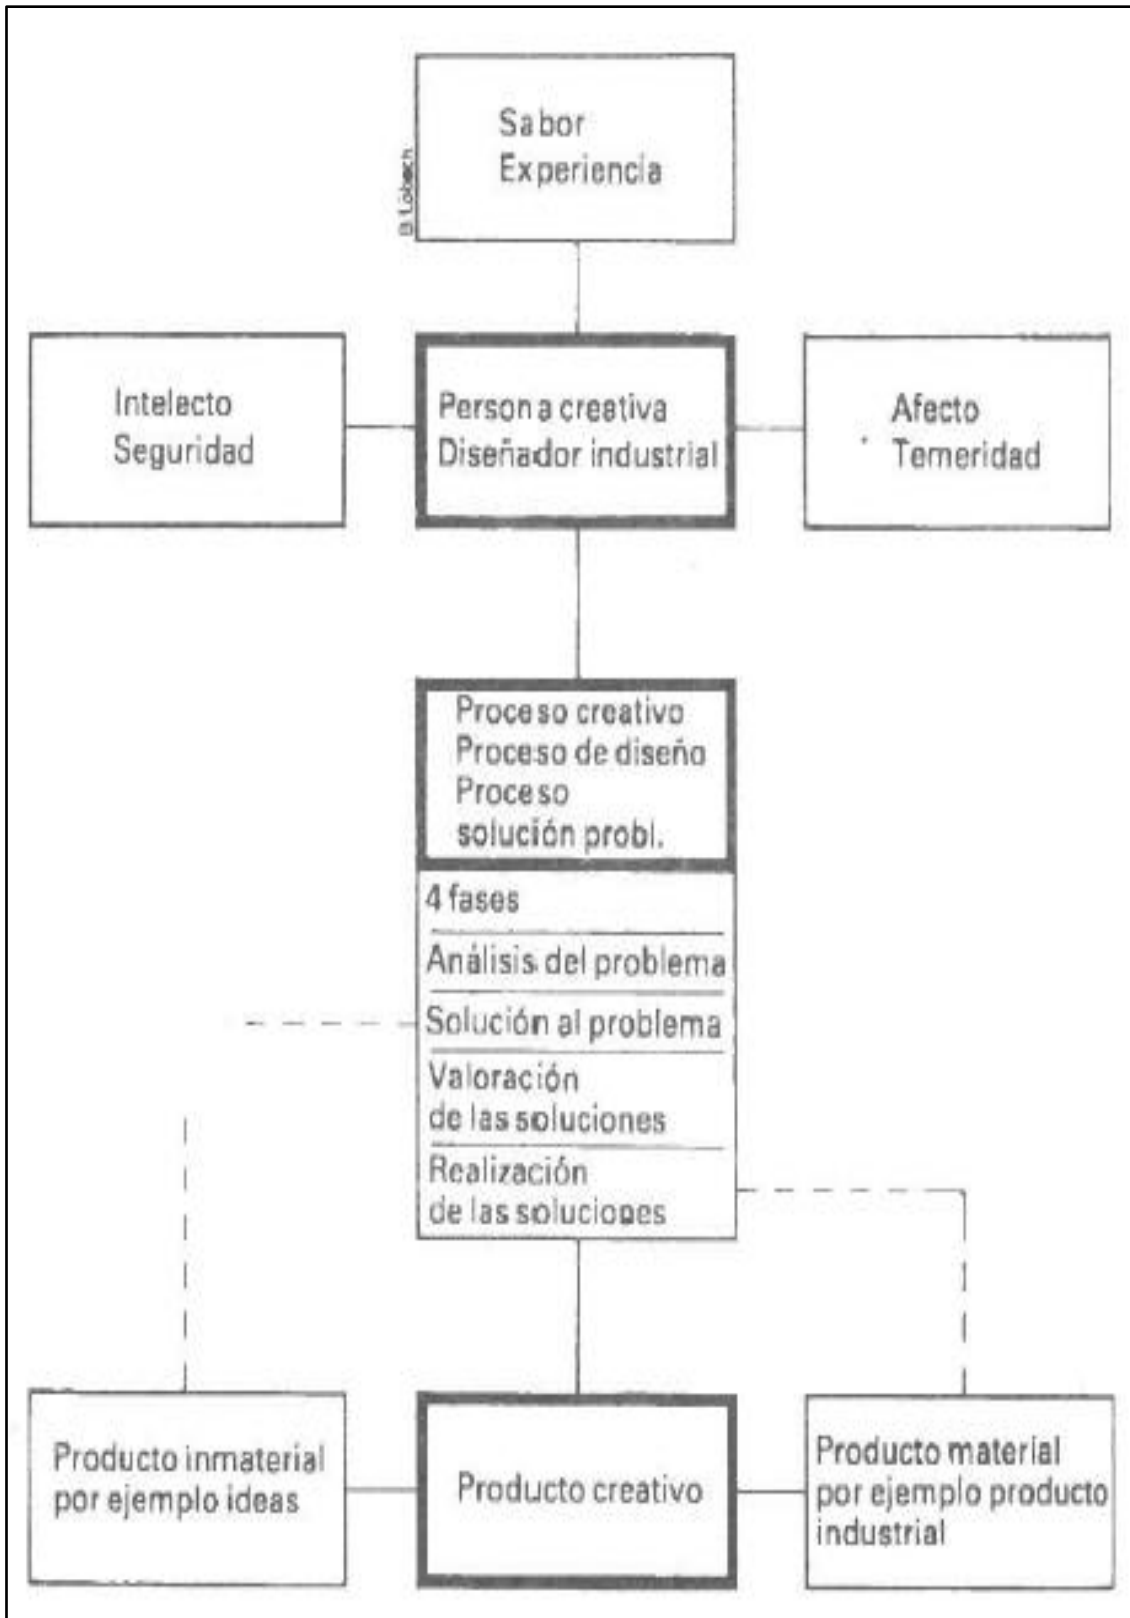 Sabor
Experiencia
B. Löbach
Intelecto
Seguridad
Persona creativa
Diseñador industrial
Afecto
Temeridad
Proceso creativo
Proceso de diseño
Proceso
solución probl.
4 fases
Análisis del problema
Solución al problema
Valoración
de las soluciones
Realización
de las soluciones
Producto inmaterial
por ejemplo ideas
Producto creativo
Producto material
por ejemplo producto
industrial